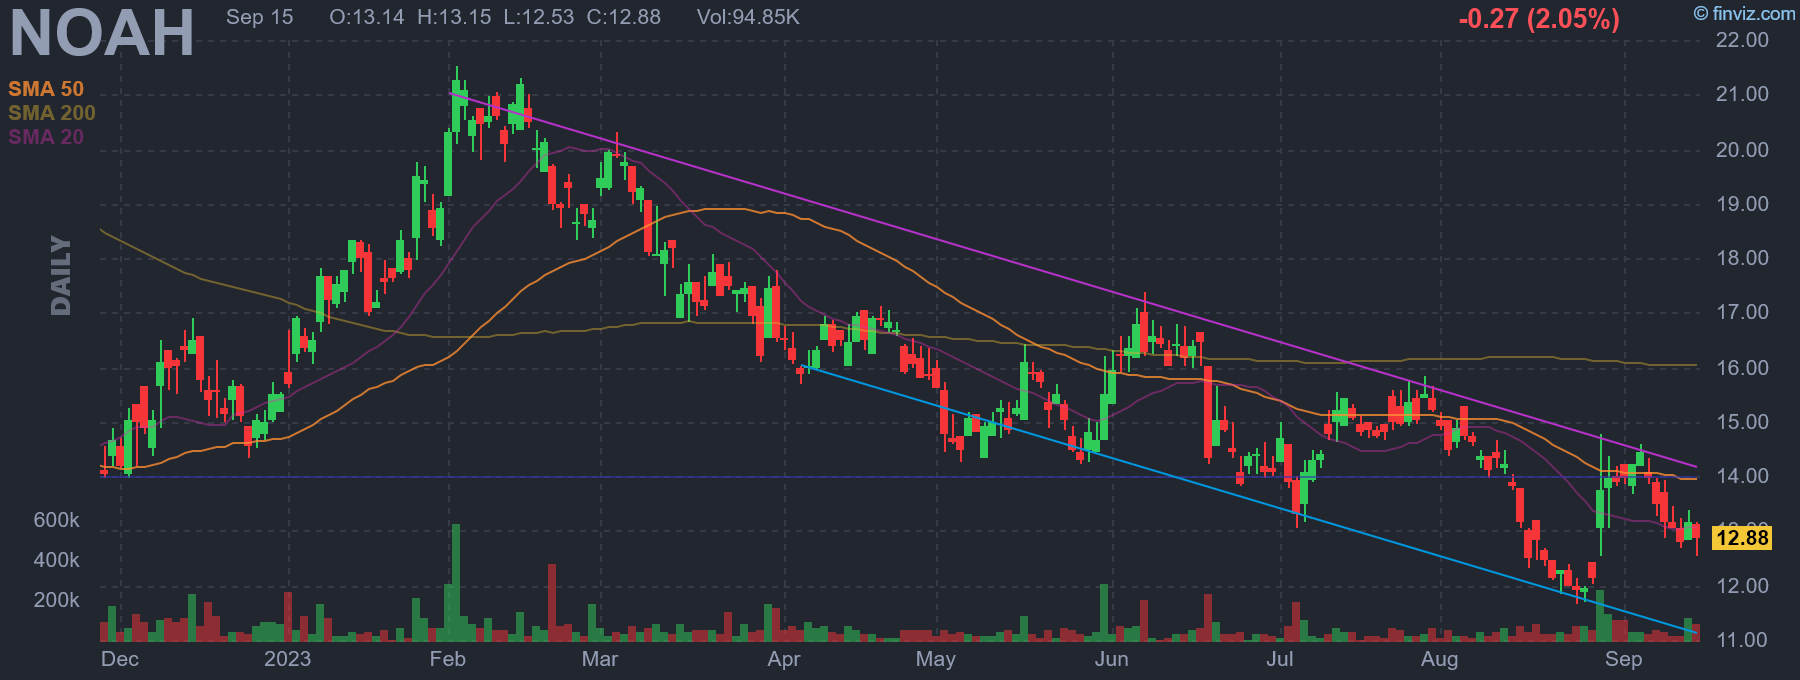 NOAH Sep 15 O:13.14 H:13.15 L:12.53 C:12.88 Vol:94.85K -0.27 (2.05%) © finviz.com
SMA 50
SMA 200
SMA 20
DAILY
22.00
21.00
20.00
19.00
18.00
17.00
16.00
15.00
14.00
13.00
12.88
12.00
11.00
600k
400k
200k
Dec 2023 Feb Mar Apr May Jun Jul Aug Sep